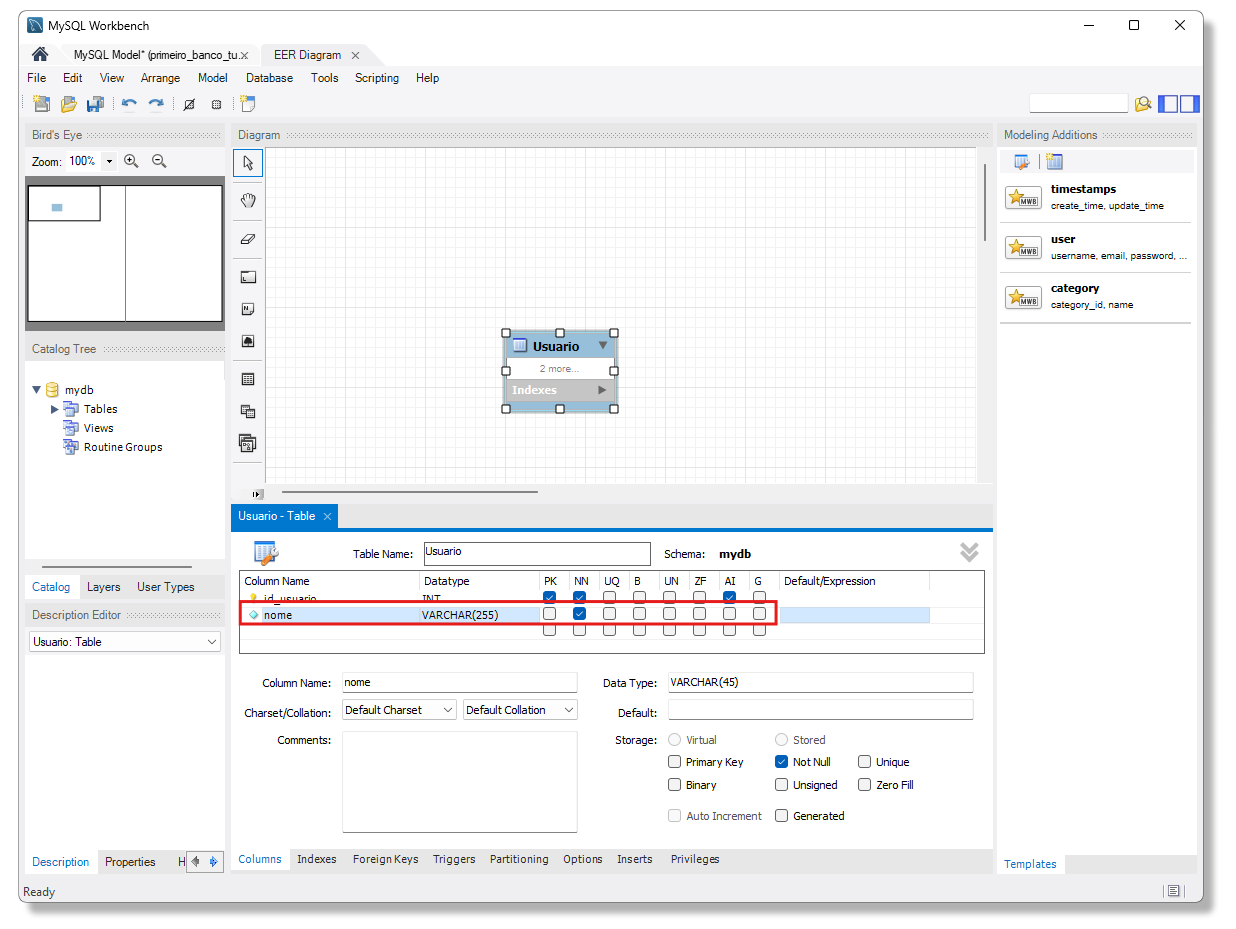 MySQL Workbench
MySQL Model* (primeiro_banco_tu.x
EER Diagram
File Edit View Arrange Model Database Tools Scripting Help
Bird's Eye
Zoom: 100%
Diagram
Modeling Additions
timestamps
create_time, update_time
user
username, email, password, ...
category
category_id, name
Usuario
2 more...
Indexes
Catalog Tree
mydb
Tables
Views
Routine Groups
Catalog Layers User Types
Description Editor
Usuario: Table
Usuario - Table
Table Name: Usuario Schema: mydb
Column Name Datatype PK NN UQ B UN ZF AI G Default/Expression
id_usuario INT
nome VARCHAR(255)
Column Name: nome Data Type: VARCHAR(45)
Charset/Collation: Default Charset Default Collation Default:
Comments: Storage: Virtual Stored
Primary Key Not Null Unique
Binary Unsigned Zero Fill
Auto Increment Generated
Description Properties H
Columns Indexes Foreign Keys Triggers Partitioning Options Inserts Privileges
Templates
Ready